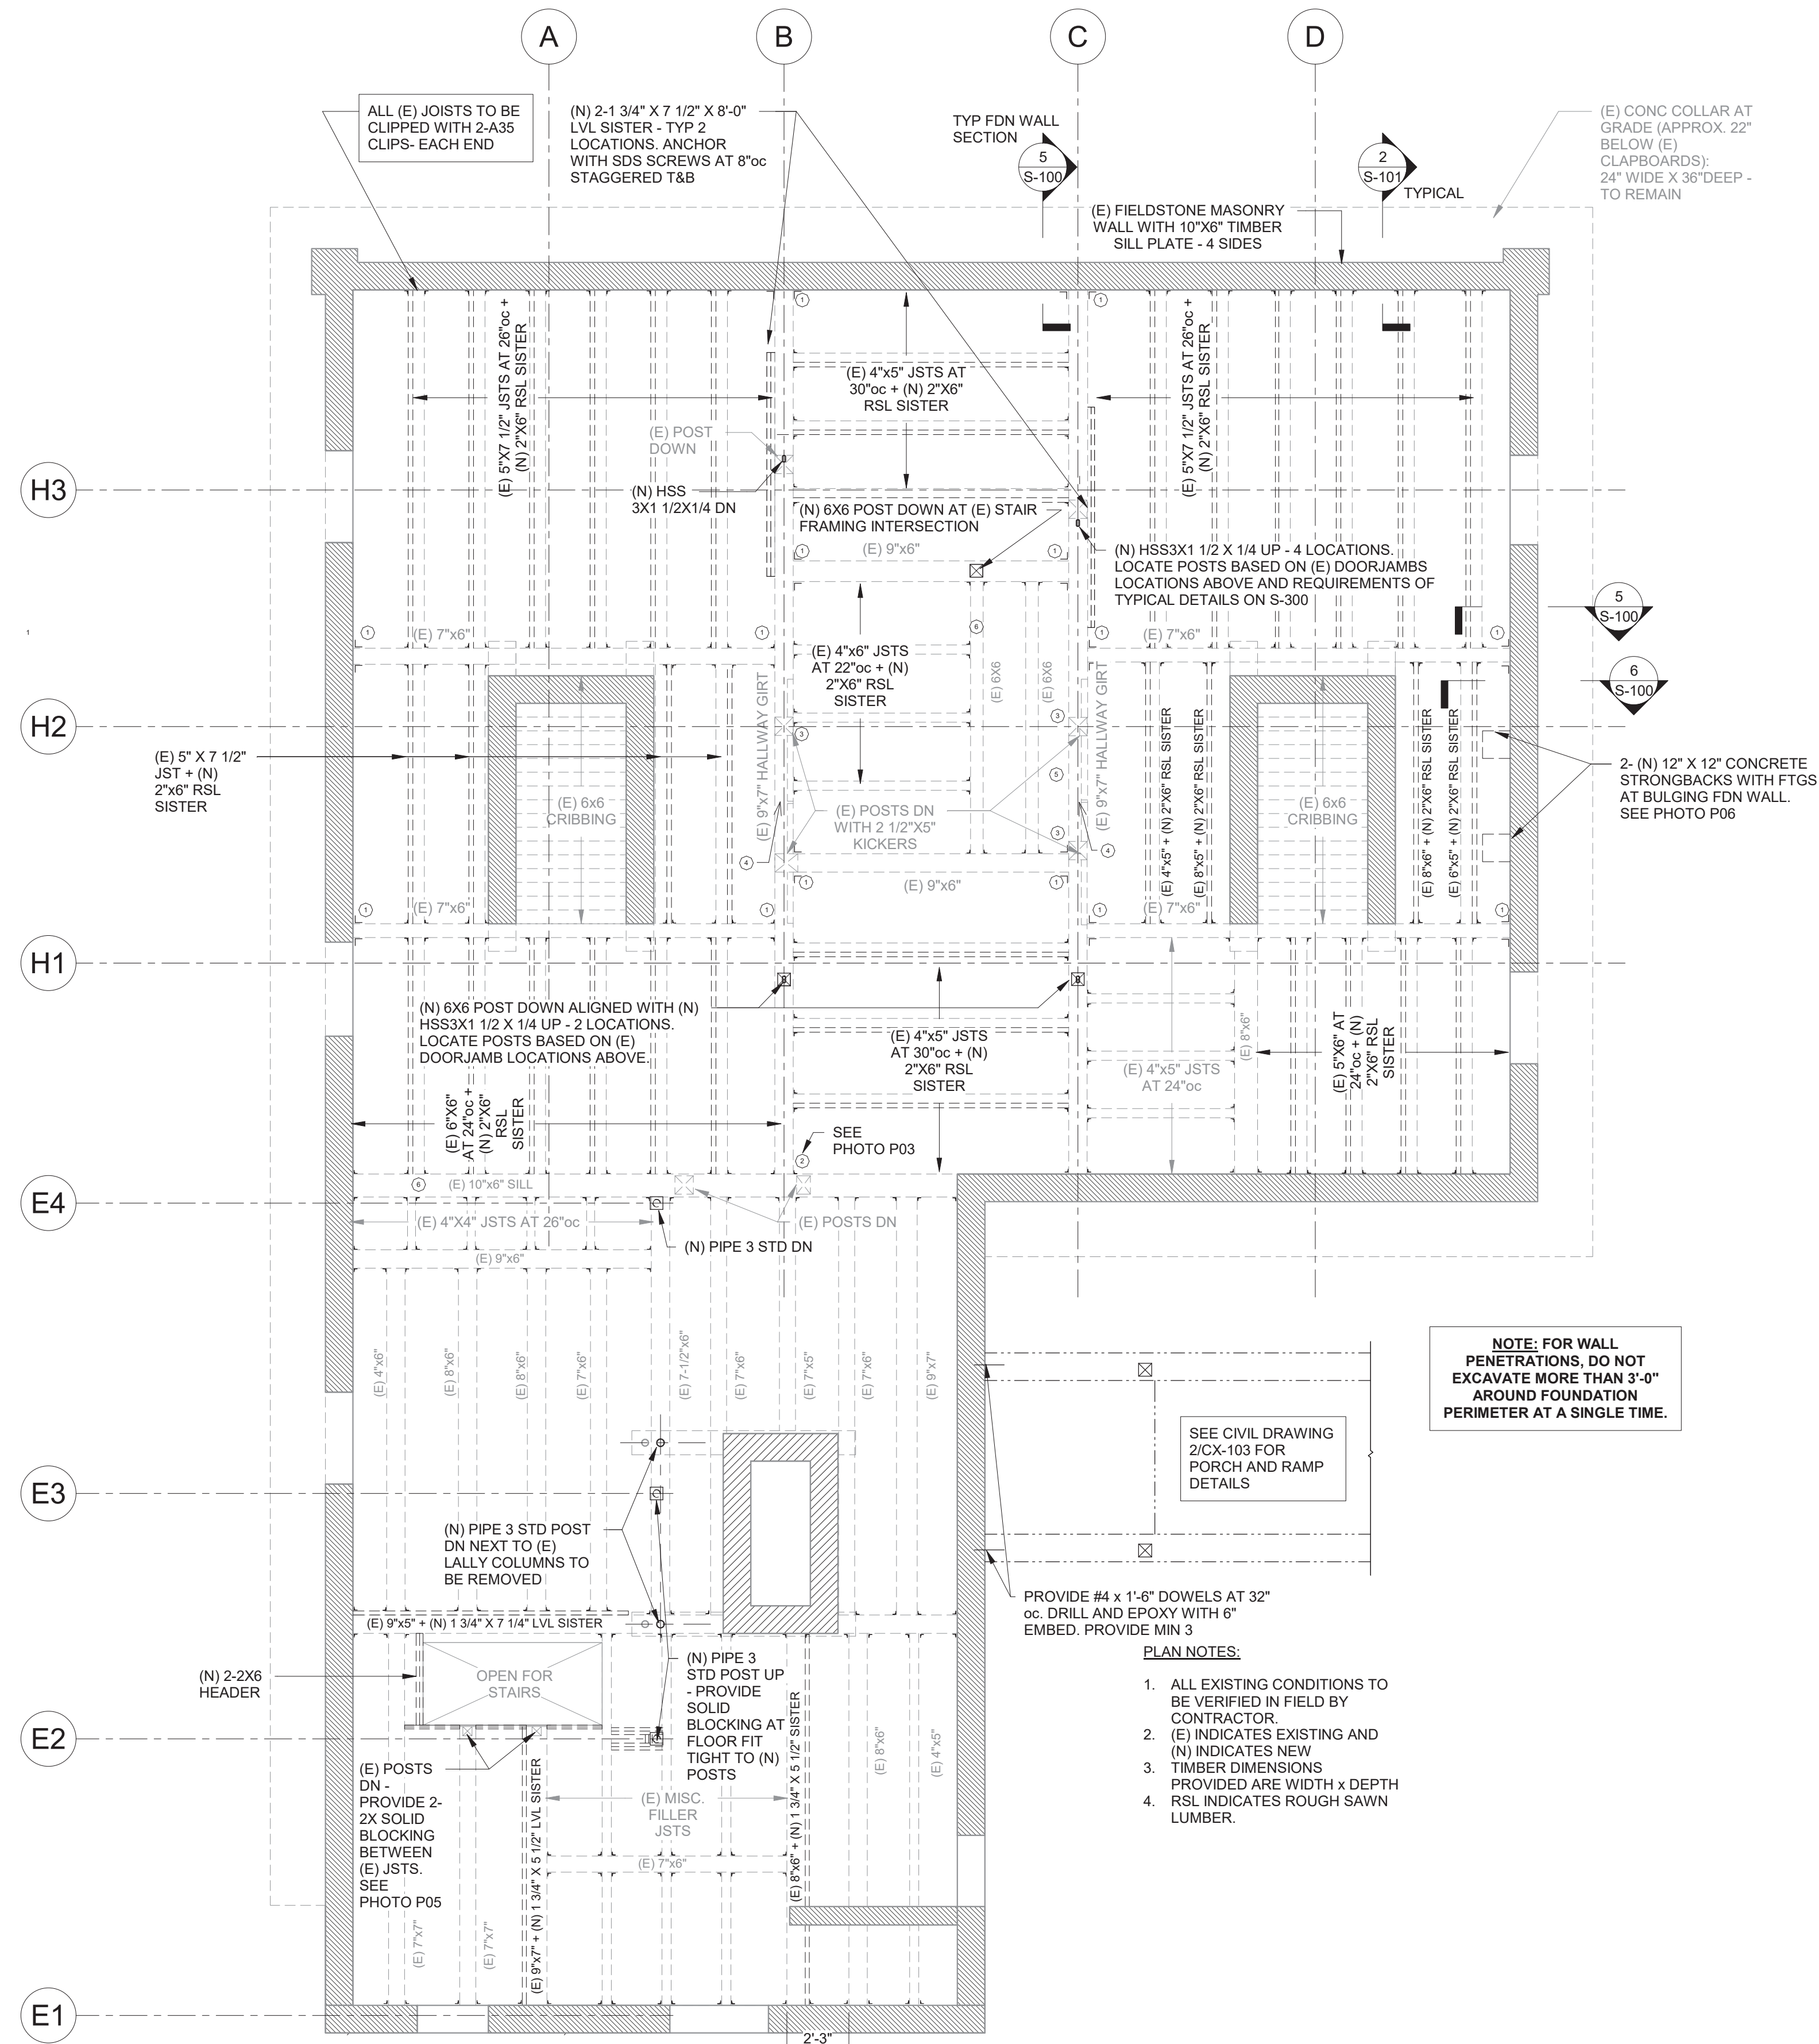 A
B
C
D
ALL (E) JOISTS TO BE
CLIPPED WITH 2-A35
CLIPS- EACH END
(N) 2-1 3/4" X 7 1/2" X 8'-0"
LVL SISTER - TYP 2
LOCATIONS. ANCHOR
WITH SDS SCREWS AT 8"oc
STAGGERED T&B
TYP FDN WALL
SECTION
5
S-100
2
S-101
TYPICAL
(E) CONC COLLAR AT
GRADE (APPROX. 22"
BELOW (E)
CLAPBOARDS):
24" WIDE X 36"DEEP -
TO REMAIN
(E) FIELDSTONE MASONRY
WALL WITH 10"X6" TIMBER
SILL PLATE - 4 SIDES
1
1
(E) 5"X7 1/2" JSTS AT 26"oc +
(N) 2"X6" RSL SISTER
(E) 4"x5" JSTS AT
30"oc + (N) 2"X6"
RSL SISTER
(E) 5"X7 1/2" JSTS AT 26"oc +
(N) 2"X6" RSL SISTER
(E) POST
DOWN
H3
(N) HSS
3X1 1/2X1/4 DN
(N) 6X6 POST DOWN AT (E) STAIR
FRAMING INTERSECTION
1
(E) 9"x6"
1
(N) HSS3X1 1/2 X 1/4 UP - 4 LOCATIONS.
LOCATE POSTS BASED ON (E) DOORJAMBS
LOCATIONS ABOVE AND REQUIREMENTS OF
TYPICAL DETAILS ON S-300
5
S-100
1
1
(E) 7"x6"
1
6
1
(E) 7"x6"
1
(E) 4"x6" JSTS
AT 22"oc + (N)
2"X6" RSL
SISTER
(E) 6X6
(E) 6X6
6
S-100
H2
(E) 9"x7" HALLWAY GIRT
3
3
(E) 9"x7" HALLWAY GIRT
(E) 4"x5" + (N) 2"X6" RSL SISTER
(E) 8"x5" + (N) 2"X6" RSL SISTER
(E) 8"x6" + (N) 2"X6" RSL SISTER
(E) 6"x5" + (N) 2"X6" RSL SISTER
(E) 5" X 7 1/2"
JST + (N)
2"x6" RSL
SISTER
2- (N) 12" X 12" CONCRETE
STRONGBACKS WITH FTGS
AT BULGING FDN WALL.
SEE PHOTO P06
5
(E) 6x6
CRIBBING
(E) POSTS DN
WITH 2 1/2"X5"
KICKERS
(E) 6x6
CRIBBING
3
4
4
1
(E) 7"x6"
1
1
(E) 9"x6"
1
1
(E) 7"x6"
1
H1
(N) 6X6 POST DOWN ALIGNED WITH (N)
HSS3X1 1/2 X 1/4 UP - 2 LOCATIONS.
LOCATE POSTS BASED ON (E)
DOORJAMB LOCATIONS ABOVE.
(E) 4"x5" JSTS
AT 30"oc + (N)
2"X6" RSL
SISTER
(E) 4"x5" JSTS
AT 24"oc
(E) 8"x6"
(E) 5"X6" AT
24"oc + (N)
2"X6" RSL
SISTER
(E) 6"X6"
AT 24"oc +
(N) 2"X6"
RSL
SISTER
SEE
PHOTO P03
2
6
(E) 10"x6" SILL
E4
(E) 4"X4" JSTS AT 26"oc
(E) POSTS DN
(N) PIPE 3 STD DN
(E) 9"x6"
(E) 4"x6"
(E) 8"x6"
(E) 8"x6"
(E) 7"x6"
(E) 7-1/2"x6"
(E) 7"x6"
(E) 7"x5"
(E) 7"x6"
(E) 9"x7"
NOTE: FOR WALL
PENETRATIONS, DO NOT
EXCAVATE MORE THAN 3'-0"
AROUND FOUNDATION
PERIMETER AT A SINGLE TIME.
SEE CIVIL DRAWING
2/CX-103 FOR
PORCH AND RAMP
DETAILS
E3
(N) PIPE 3 STD POST
DN NEXT TO (E)
LALLY COLUMNS TO
BE REMOVED
PROVIDE #4 x 1'-6" DOWELS AT 32"
oc. DRILL AND EPOXY WITH 6"
EMBED. PROVIDE MIN 3
(E) 9"x5" + (N) 1 3/4" X 7 1/4" LVL SISTER
(N) 2-2X6
HEADER
OPEN FOR
STAIRS
(N) PIPE 3
STD POST UP
- PROVIDE
SOLID
BLOCKING AT
FLOOR FIT
TIGHT TO (N)
POSTS
PLAN NOTES:
1. ALL EXISTING CONDITIONS TO
BE VERIFIED IN FIELD BY
CONTRACTOR.
2. (E) INDICATES EXISTING AND
(N) INDICATES NEW
3. TIMBER DIMENSIONS
PROVIDED ARE WIDTH x DEPTH
4. RSL INDICATES ROUGH SAWN
LUMBER.
E2
(E) POSTS
DN -
PROVIDE 2-
2X SOLID
BLOCKING
BETWEEN
(E) JSTS.
SEE
PHOTO P05
(E) MISC.
FILLER
JSTS
(E) 8"x6" + (N) 1 3/4" X 5 1/2" SISTER
(E) 8"x6"
(E) 4"x5"
(E) 7"x6"
(E) 7"x7"
(E) 7"x7"
(E) 9"x7" + (N) 1 3/4" X 5 1/2" LVL SISTER
E1
2'-3"